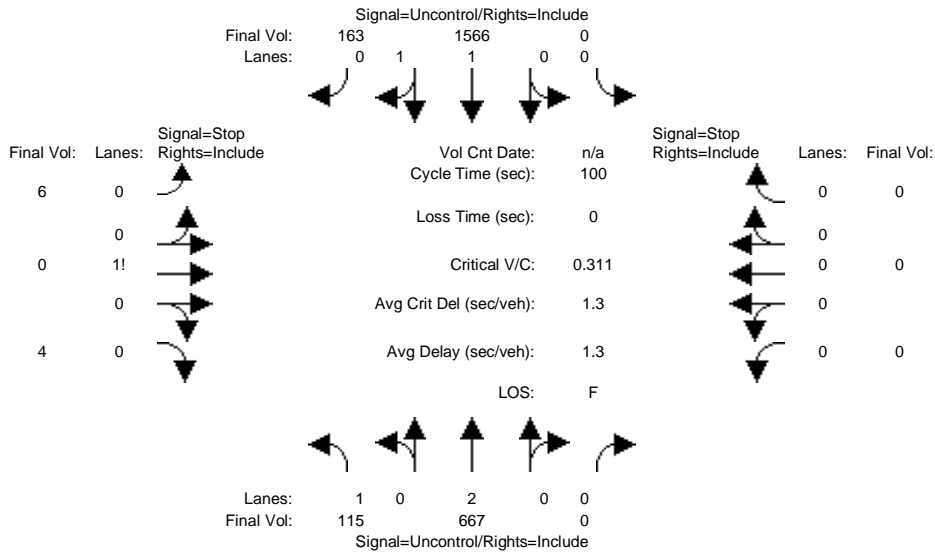 Signal=Uncontrol/Rights=Include
Final Vol: 163 1566 0
Lanes: 0 1 1 0 0
Signal=Stop Signal=Stop
Final Vol: Lanes: Rights=Include Vol Cnt Date: n/a Rights=Include Lanes: Final Vol:
Cycle Time (sec): 100
6 0 0 0
Loss Time (sec): 0
0 0
0 1! Critical V/C: 0.311 0 0
0 Avg Crit Del (sec/veh): 1.3 0
4 0 Avg Delay (sec/veh): 1.3 0 0
LOS: F
Lanes: 1 0 2 0 0
Final Vol: 115 667 0
Signal=Uncontrol/Rights=Include